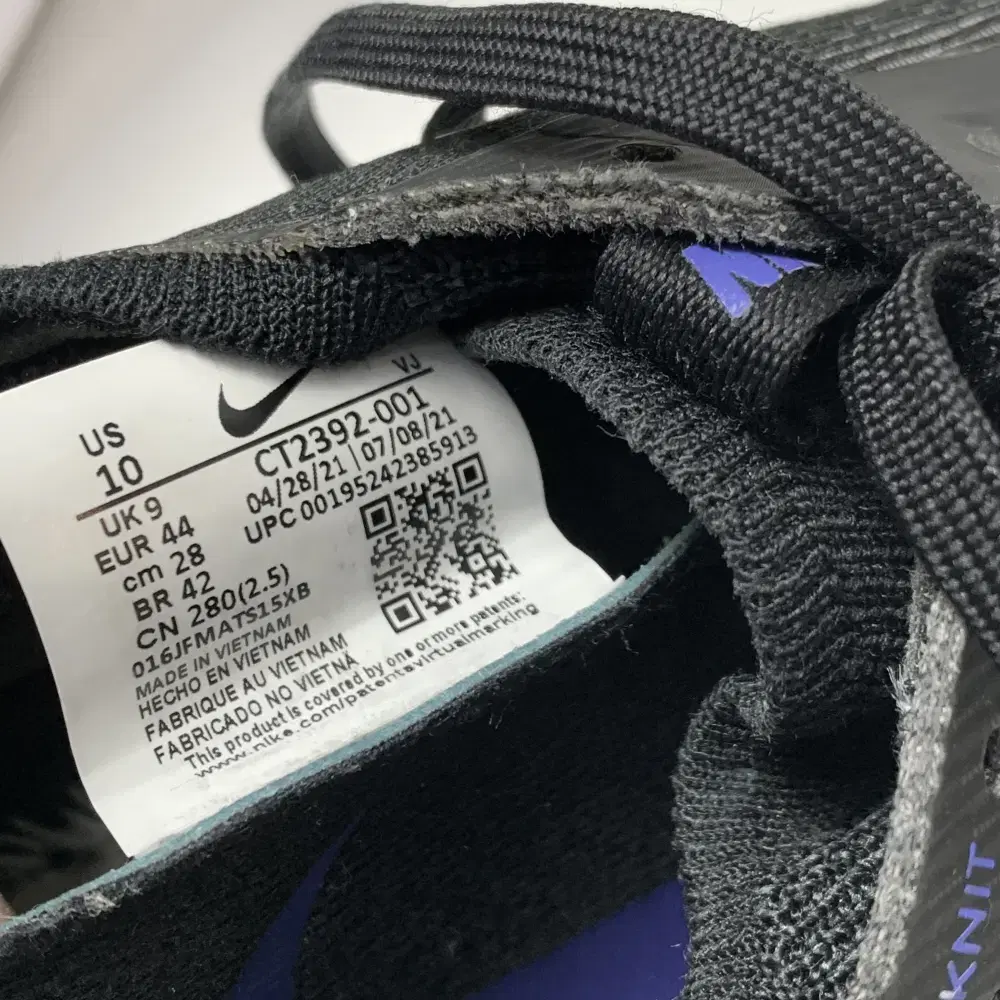 VJ
US
10
CT2392-001
04/28/21 | 07/08/21
UPC 00195242385913
UK 9
EUR 44
cm 28
BR 42
CN 280(2.5)
016JFMATS15XB
MADE IN VIETNAM
HECHO EN VIETNAM
FABRIQUE AU VIETNAM
FABRICADO NO VIETNÃ
This product is covered by one or more patents:
www.nike.com/patentavirtualmarking
KNIT